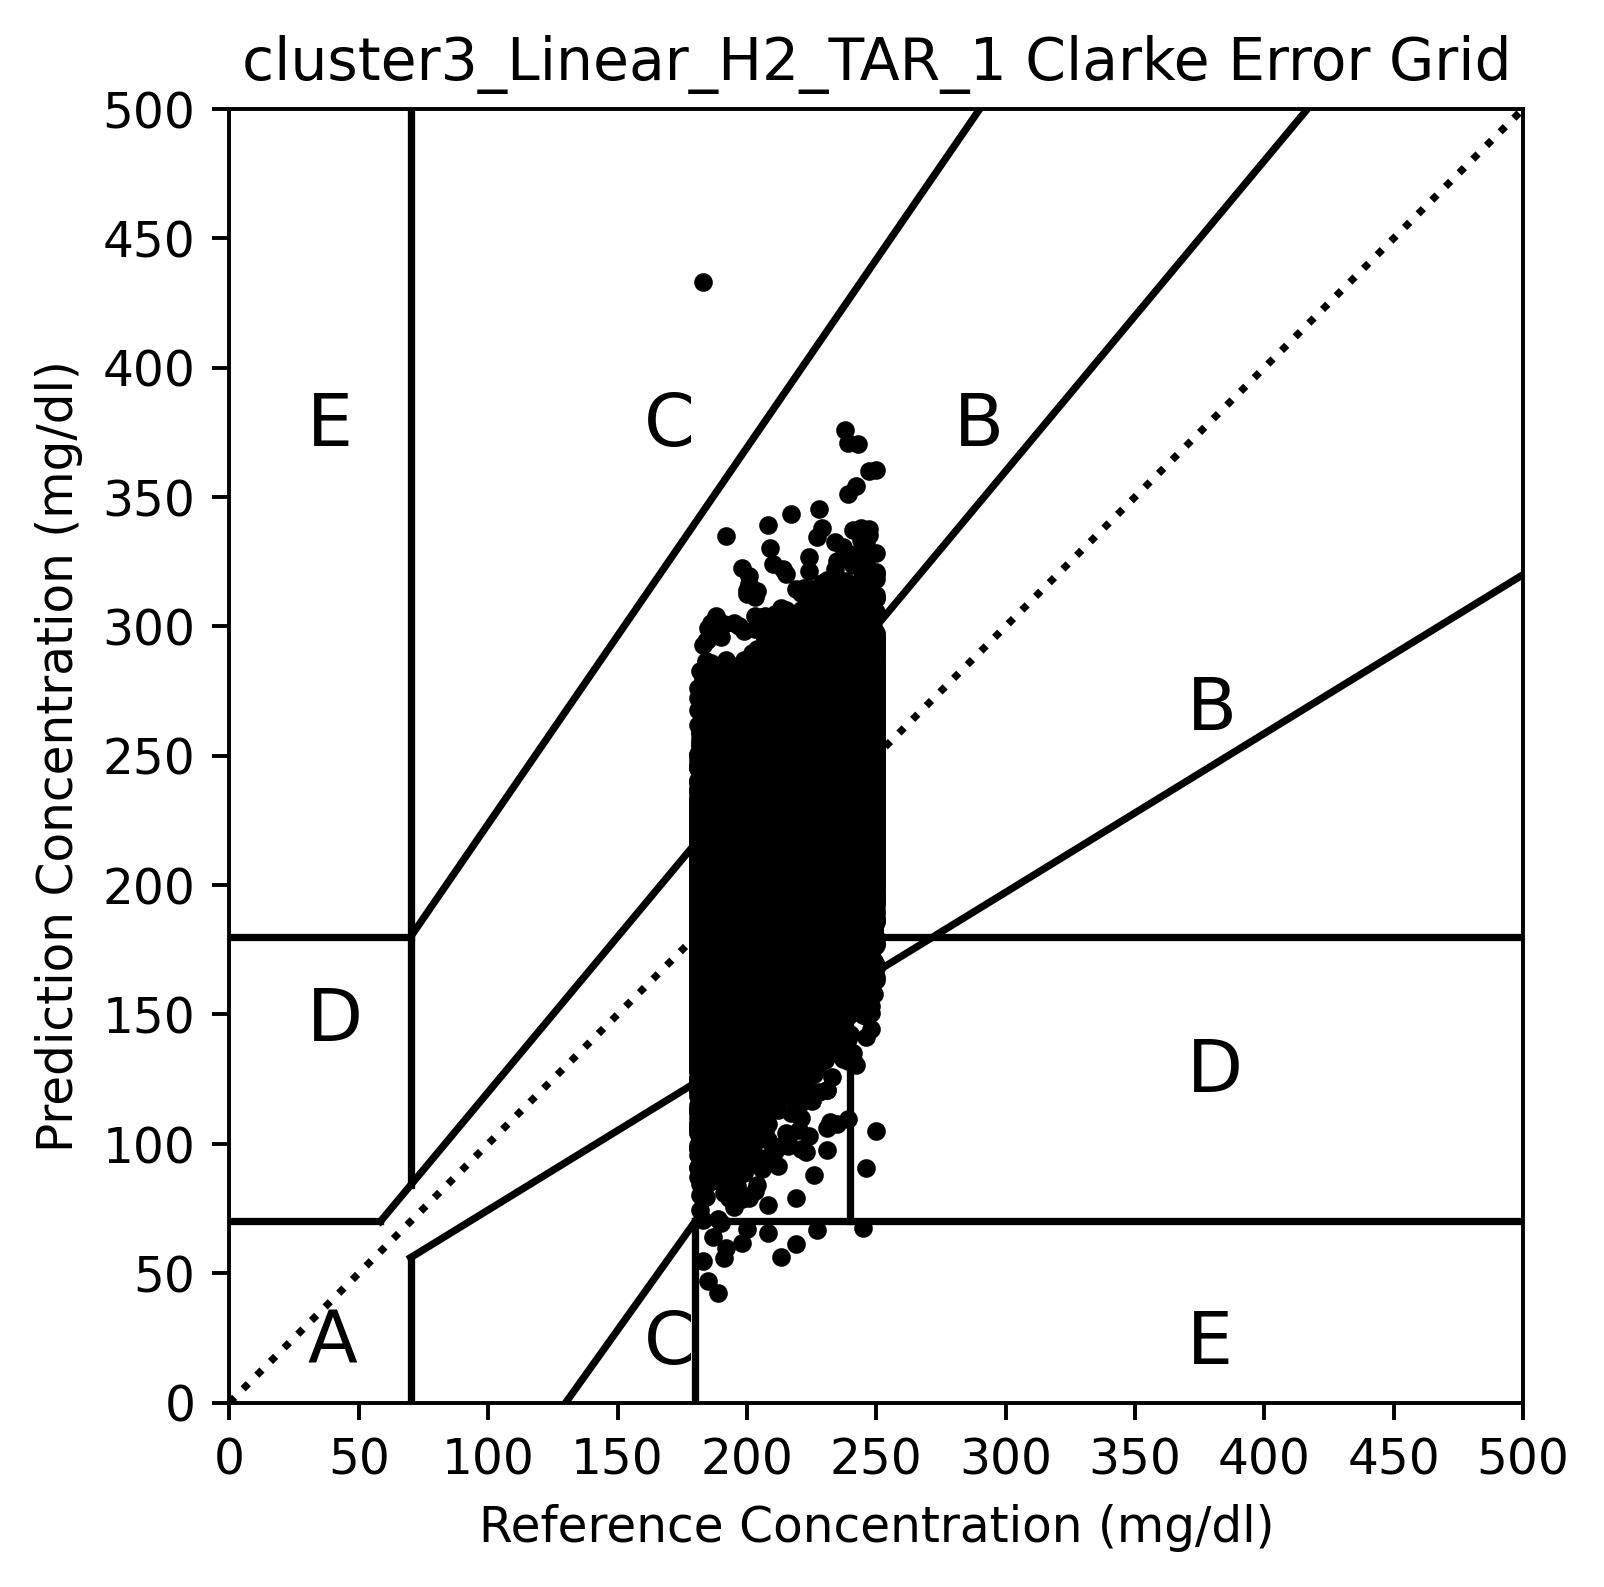 cluster3_Linear_H2_TAR_1 Clarke Error Grid
500
450
400
350
300
250
200
150
100
50
0
Prediction Concentration (mg/dl)
E
C
B
B
D
D
A
C
E
0 50 100 150 200 250 300 350 400 450 500
Reference Concentration (mg/dl)